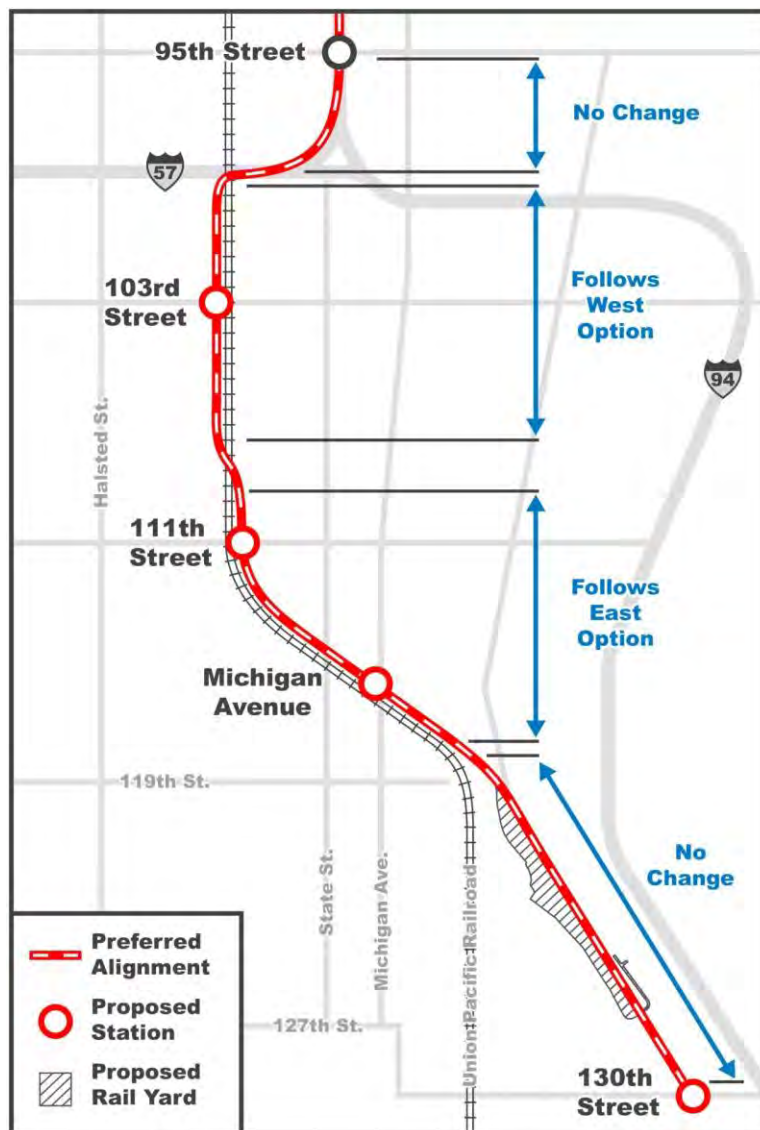 95th Street
No Change
57
103rd
Street
Follows
West
Option
94
Halsted St.
111th
Street
Follows
East
Option
Michigan
Avenue
119th St.
State St.
Michigan Ave.
Union Pacific Railroad
No
Change
Preferred
Alignment
Proposed
Station
Proposed
Rail Yard
127th St.
130th
Street